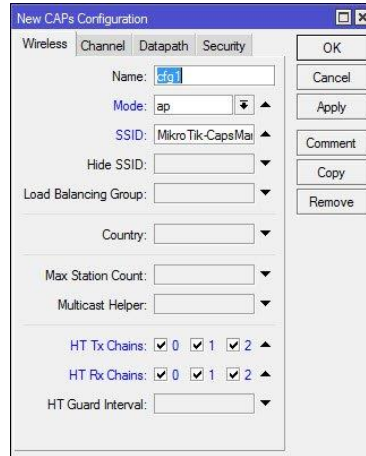 New CAPs Configuration
Wireless Channel Datapath Security
OK
Name: cfg1
Cancel
Mode: ap
Apply
SSID: MikroTik-CapsMan
Comment
Hide SSID:
Copy
Load Balancing Group:
Remove
Country:
Max Station Count:
Multicast Helper:
HT Tx Chains: 0 1 2
HT Rx Chains: 0 1 2
HT Guard Interval: